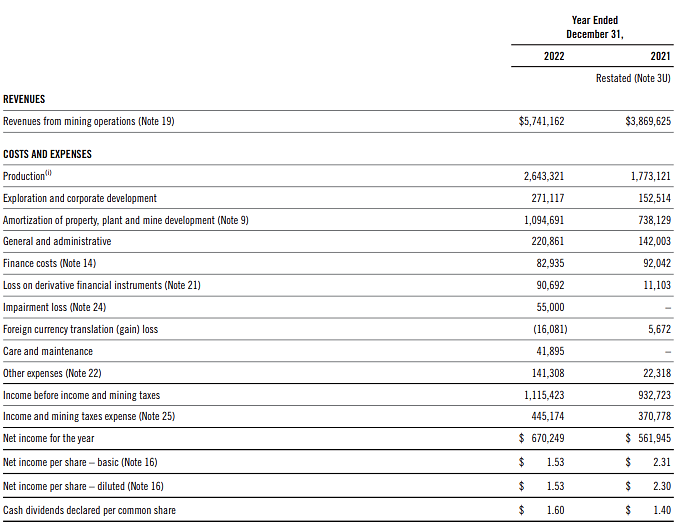 Year Ended
December 31,
2022 2021
Restated (Note 3U)
REVENUES
Revenues from mining operations (Note 19) $5,741,162 $3,869,625
COSTS AND EXPENSES
Production(i) 2,643,321 1,773,121
Exploration and corporate development 271,117 152,514
Amortization of property, plant and mine development (Note 9) 1,094,691 738,129
General and administrative 220,861 142,003
Finance costs (Note 14) 82,935 92,042
Loss on derivative financial instruments (Note 21) 90,692 11,103
Impairment loss (Note 24) 55,000 –
Foreign currency translation (gain) loss (16,081) 5,672
Care and maintenance 41,895 –
Other expenses (Note 22) 141,308 22,318
Income before income and mining taxes 1,115,423 932,723
Income and mining taxes expense (Note 25) 445,174 370,778
Net income for the year $ 670,249 $ 561,945
Net income per share – basic (Note 16) $ 1.53 $ 2.31
Net income per share – diluted (Note 16) $ 1.53 $ 2.30
Cash dividends declared per common share $ 1.60 $ 1.40